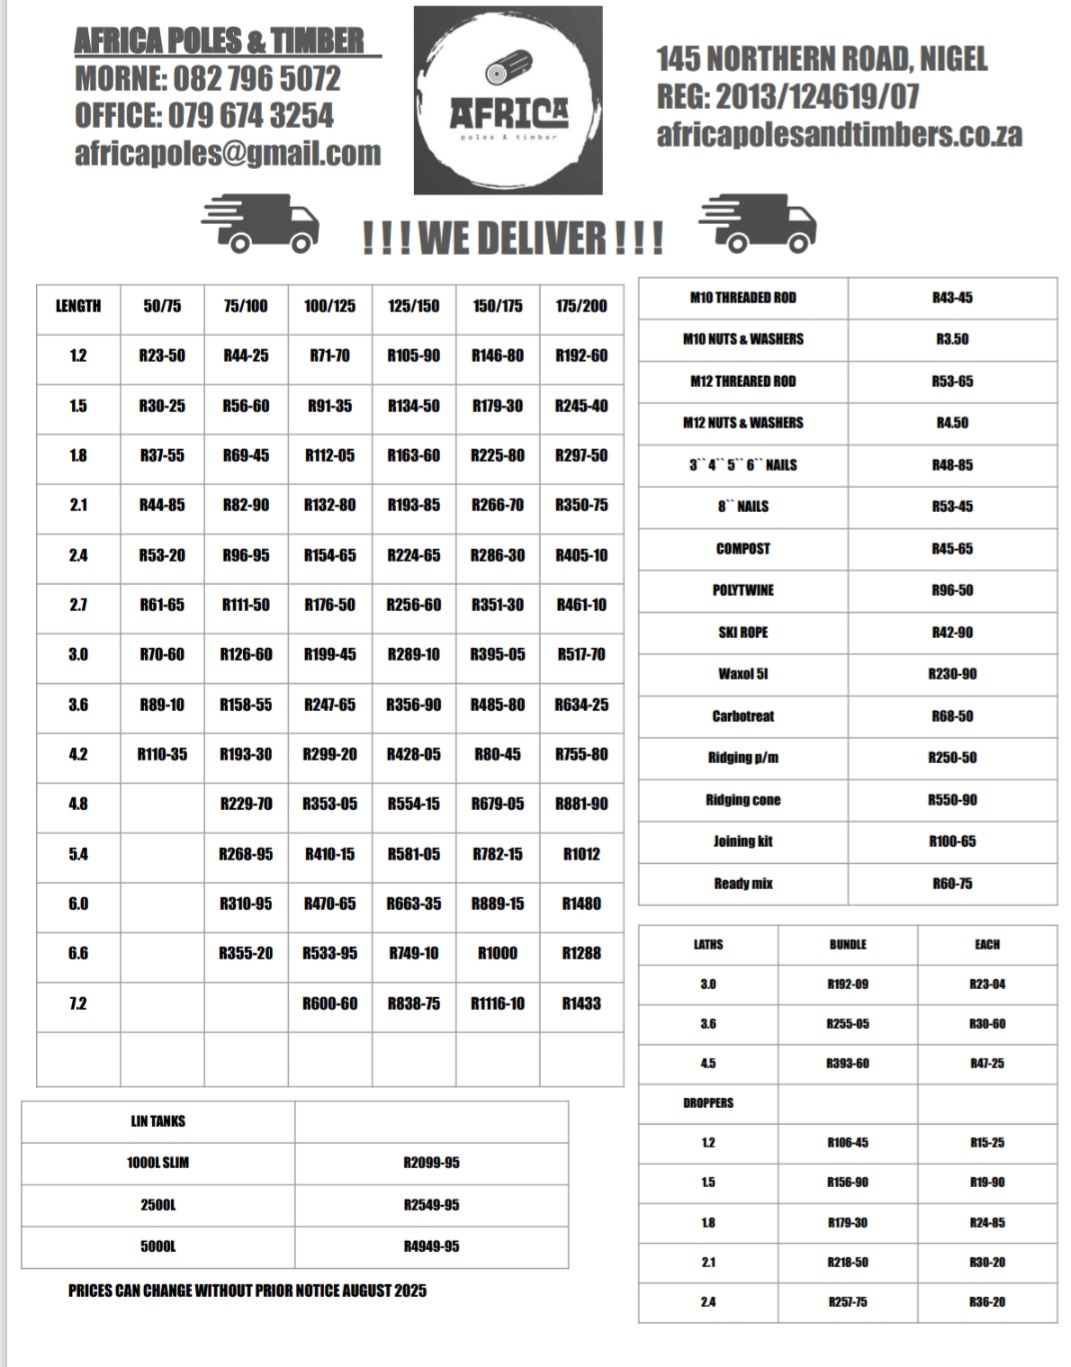 AFRICA POLES & TIMBER
MORNE: 082 796 5072
OFFICE: 079 674 3254
africapoles@gmail.com
AFRICA
poles & timber
145 NORTHERN ROAD, NIGEL
REG: 2013/124619/07
africapolesandtimbers.co.za
!!! WE DELIVER !!!
LENGTH 50/75 75/100 100/125 125/150 150/175 175/200
1.2 R23-50 R44-25 R71-70 R105-90 R146-80 R192-60
1.5 R30-25 R56-60 R91-35 R134-50 R179-30 R245-40
1.8 R37-55 R69-45 R112-05 R163-60 R225-80 R297-50
2.1 R44-85 R82-90 R132-80 R193-85 R266-70 R350-75
2.4 R53-20 R96-95 R154-65 R224-65 R286-30 R405-10
2.7 R61-65 R111-50 R176-50 R256-60 R351-30 R461-10
3.0 R70-60 R126-60 R199-45 R289-10 R395-05 R517-70
3.6 R89-10 R158-55 R247-65 R356-90 R485-80 R634-25
4.2 R110-35 R193-30 R299-20 R428-05 R80-45 R755-80
4.8 R229-70 R353-05 R554-15 R679-05 R881-90
5.4 R268-95 R410-15 R581-05 R782-15 R1012
6.0 R310-95 R470-65 R663-35 R889-15 R1480
6.6 R355-20 R533-95 R749-10 R1000 R1288
7.2 R600-60 R838-75 R1116-10 R1433
LIN TANKS
1000L SLIM R2099-95
2500L R2549-95
5000L R4949-95
PRICES CAN CHANGE WITHOUT PRIOR NOTICE AUGUST 2025
M10 THREADED ROD R43-45
M10 NUTS & WASHERS R3.50
M12 THREARED ROD R53-65
M12 NUTS & WASHERS R4.50
3`` 4`` 5`` 6`` NAILS R48-85
8`` NAILS R53-45
COMPOST R45-65
POLYTWINE R96-50
SKI ROPE R42-90
Waxol 5l R230-90
Carbotreat R68-50
Ridging p/m R250-50
Ridging cone R550-90
Joining kit R100-65
Ready mix R60-75
LATHS BUNDLE EACH
3.0 R192-09 R23-04
3.6 R255-05 R30-60
4.5 R393-60 R47-25
DROPPERS
1.2 R106-45 R15-25
1.5 R156-90 R19-90
1.8 R179-30 R24-85
2.1 R218-50 R30-20
2.4 R257-75 R36-20